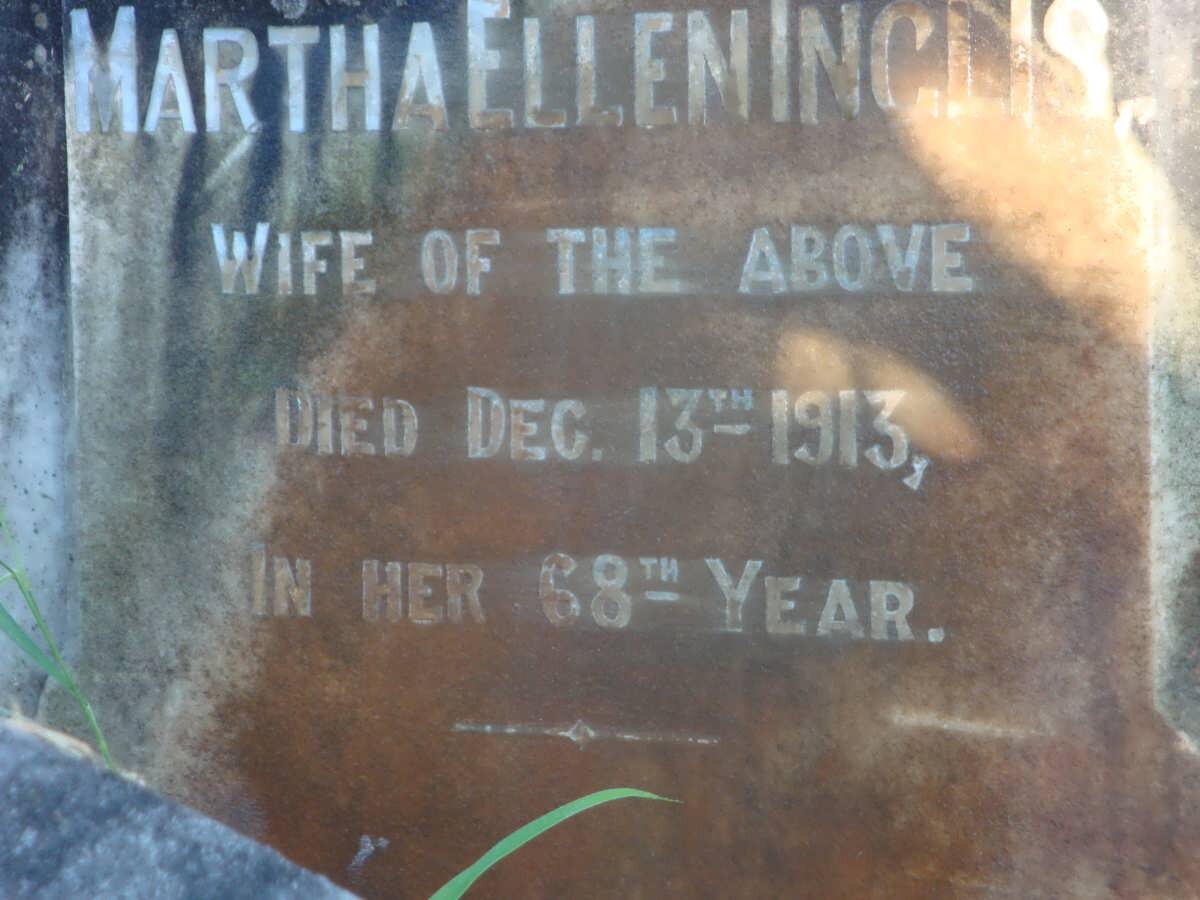 MARTHA ELLEN INGLIS,
WIFE OF THE ABOVE
DIED DEC. 13TH 1913,
IN HER 68TH YEAR.